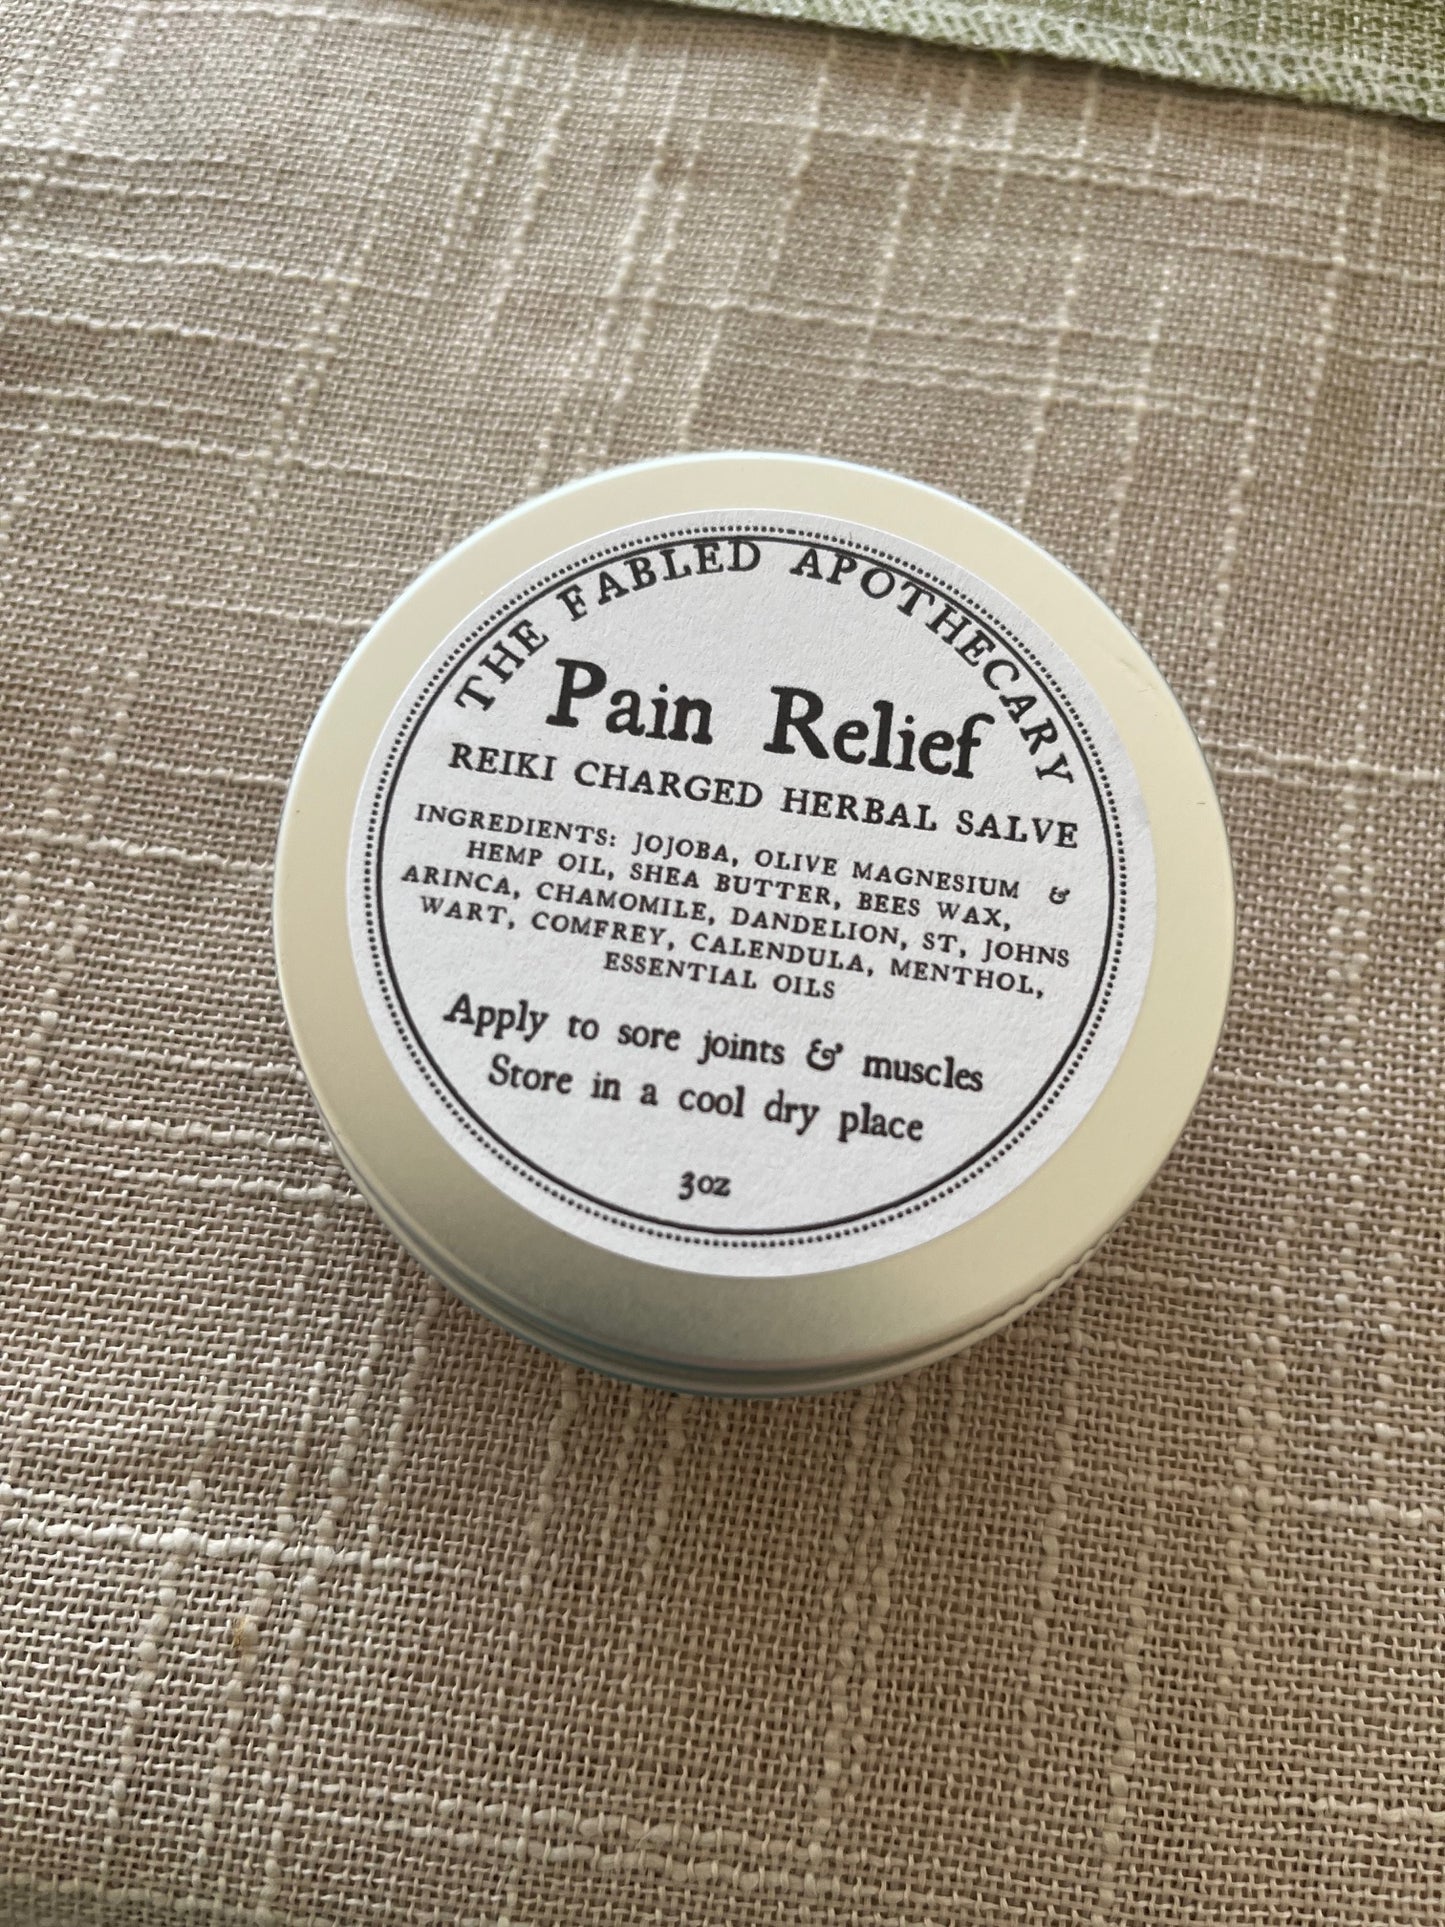 THE FABLED APOTHECARY
Pain Relief
REIKI CHARGED HERBAL SALVE
INGREDIENTS: JOJOBA, OLIVE MAGNESIUM &
HEMP OIL, SHEA BUTTER, BEES WAX,
ARINCA, CHAMOMILE, DANDELION, ST, JOHNS
WART, COMFREY, CALENDULA, MENTHOL,
ESSENTIAL OILS
Apply to sore joints & muscles
Store in a cool dry place
3oz